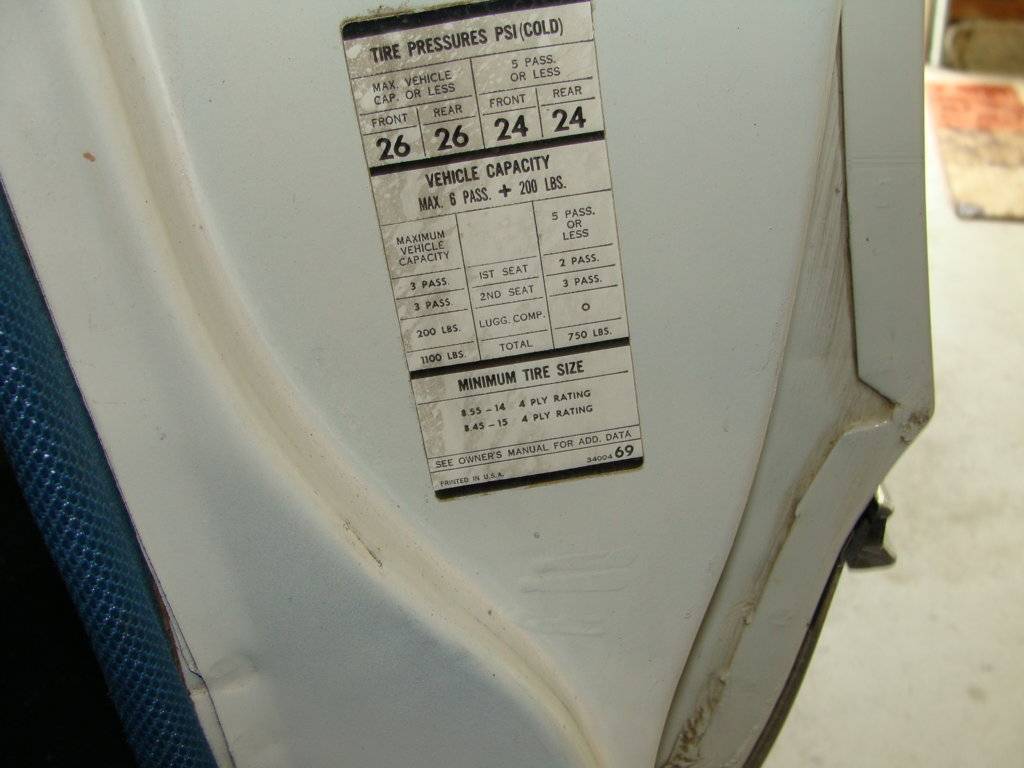 TIRE PRESSURES PSI (COLD)
MAX. VEHICLE CAP. OR LESS
5 PASS. OR LESS
FRONT REAR FRONT REAR
26 26 24 24
VEHICLE CAPACITY
MAX. 6 PASS. + 200 LBS.
MAXIMUM VEHICLE CAPACITY
5 PASS. OR LESS
3 PASS. 1ST SEAT 2 PASS.
3 PASS. 2ND SEAT 3 PASS.
200 LBS. LUGG. COMP. 0
1100 LBS. TOTAL 750 LBS.
MINIMUM TIRE SIZE
8.55 - 14 4 PLY RATING
8.45 - 15 4 PLY RATING
SEE OWNER'S MANUAL FOR ADD. DATA
PRINTED IN U.S.A. 34004 69